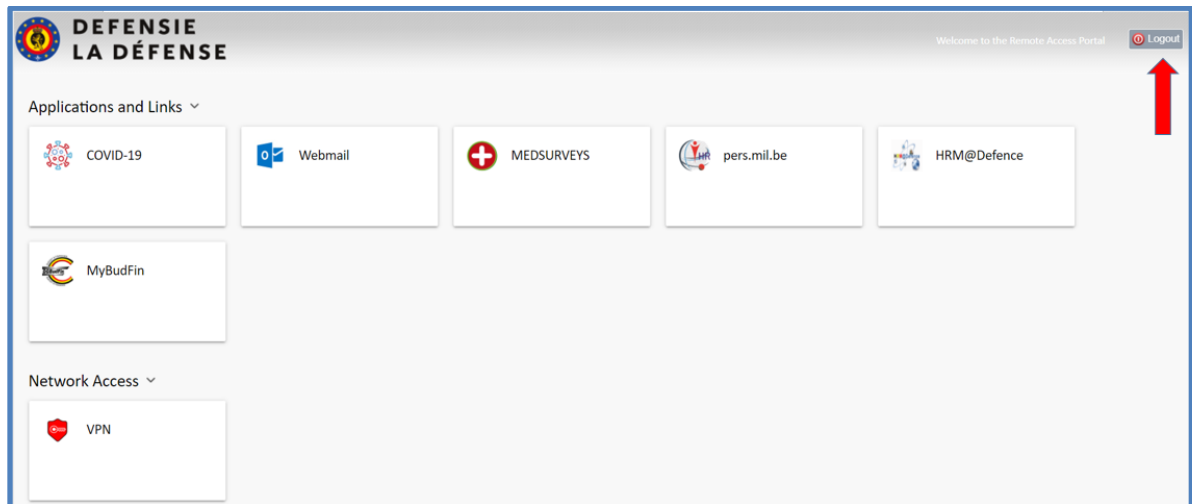 DEFENSIE
LA DÉFENSE
Welcome to the Remote Access Portal
Logout
Applications and Links
COVID-19
Webmail
MEDSURVEYS
HR
pers.mil.be
HRM@Defence
MyBudFin
Network Access
VPN